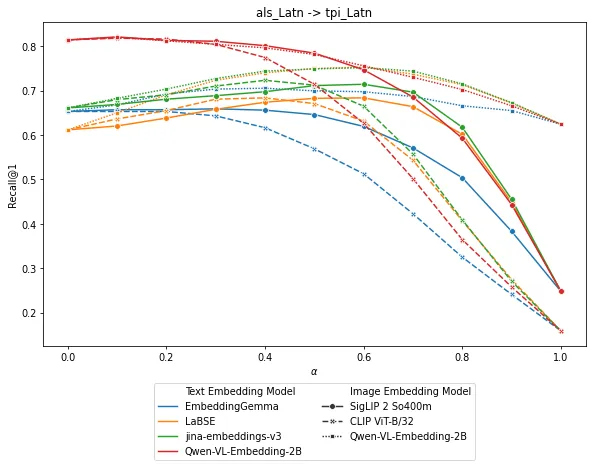 als_Latn -> tpi_Latn
0.8
0.7
0.6
0.5
0.4
0.3
0.2
Recall@1
0.0 0.2 0.4 0.6 0.8 1.0
α
Text Embedding Model Image Embedding Model
EmbeddingGemma SigLIP 2 So400m
LaBSE CLIP ViT-B/32
jina-embeddings-v3 Qwen-VL-Embedding-2B
Qwen-VL-Embedding-2B